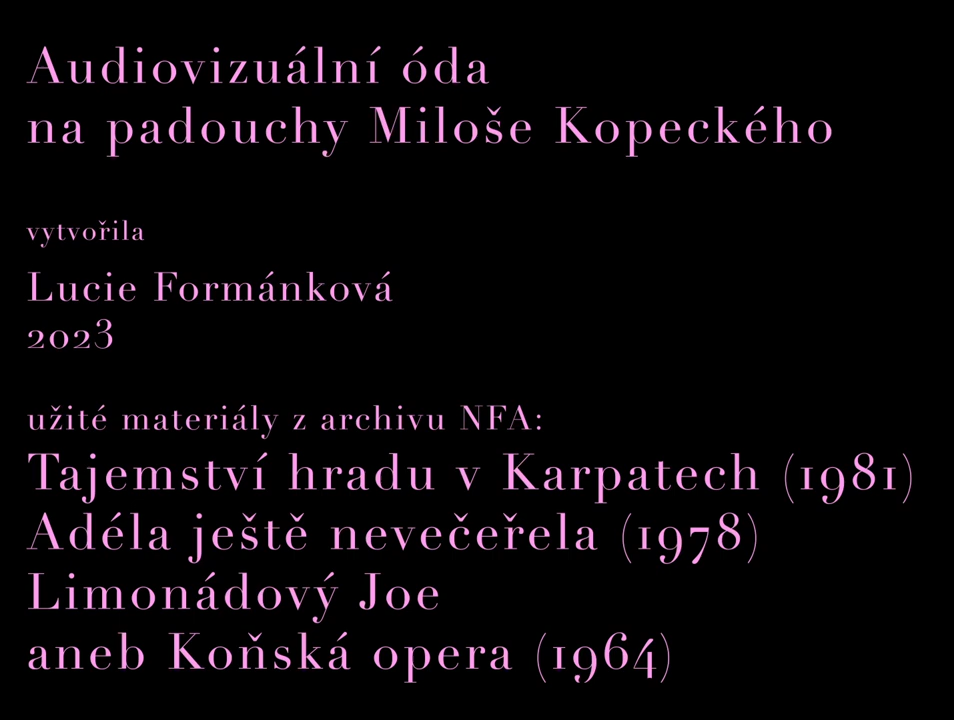 Audiovizuální óda
na padouchy Miloše Kopeckého
vytvořila
Lucie Formánková
2023
užité materiály z archivu NFA:
Tajemství hradu v Karpatech (1981)
Adéla ještě nevečeřela (1978)
Limonádový Joe
aneb Koňská opera (1964)